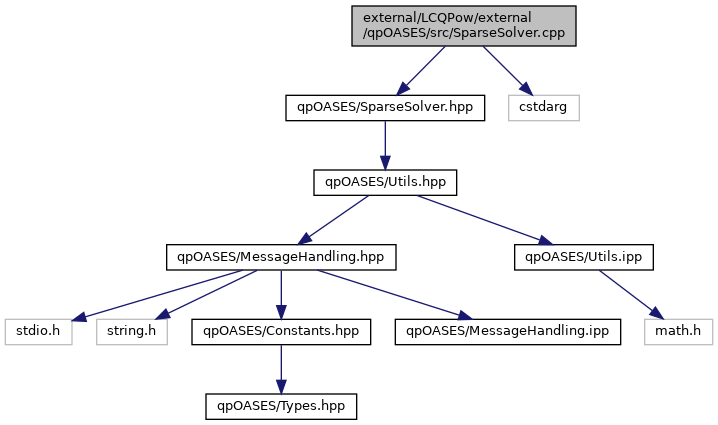 external/LCQPow/external
/qpOASES/src/SparseSolver.cpp
qpOASES/SparseSolver.hpp
cstdarg
qpOASES/Utils.hpp
qpOASES/MessageHandling.hpp
qpOASES/Utils.ipp
stdio.h
string.h
qpOASES/Constants.hpp
qpOASES/MessageHandling.ipp
math.h
qpOASES/Types.hpp